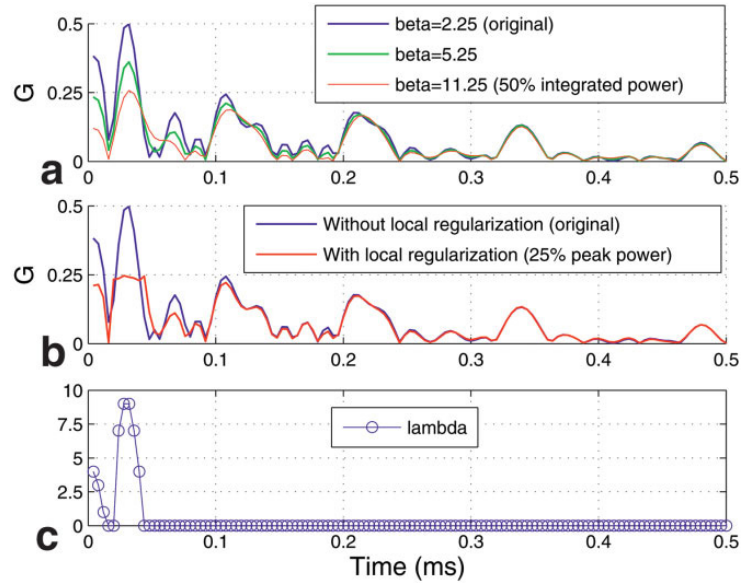 0.5
beta=2.25 (original)
beta=5.25
G
0.25
beta=11.25 (50% integrated power)
0
a
0 0.1 0.2 0.3 0.4 0.5
0.5
Without local regularization (original)
With local regularization (25% peak power)
G
0.25
0
b
0 0.1 0.2 0.3 0.4 0.5
10
7.5
lambda
5
2.5
0
c
0 0.1 0.2 0.3 0.4 0.5
Time (ms)